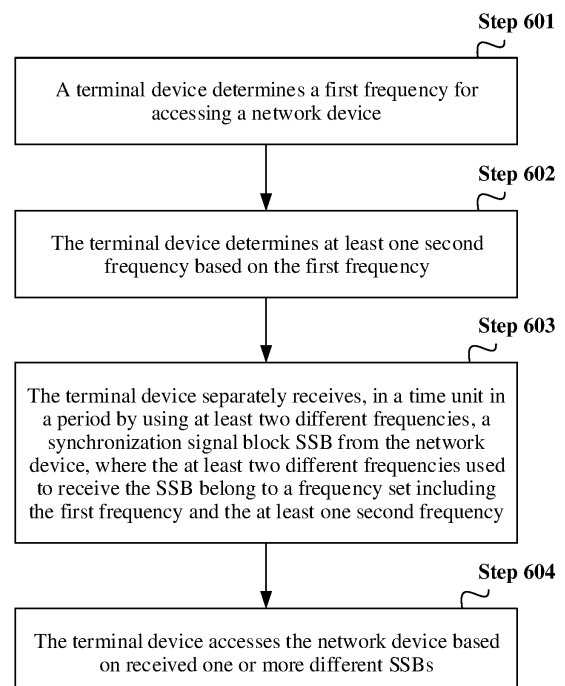 Step 601
A terminal device determines a first frequency for
accessing a network device
Step 602
The terminal device determines at least one second
frequency based on the first frequency
Step 603
The terminal device separately receives, in a time unit in
a period by using at least two different frequencies, a
synchronization signal block SSB from the network
device, where the at least two different frequencies used
to receive the SSB belong to a frequency set including
the first frequency and the at least one second frequency
Step 604
The terminal device accesses the network device based
on received one or more different SSBs